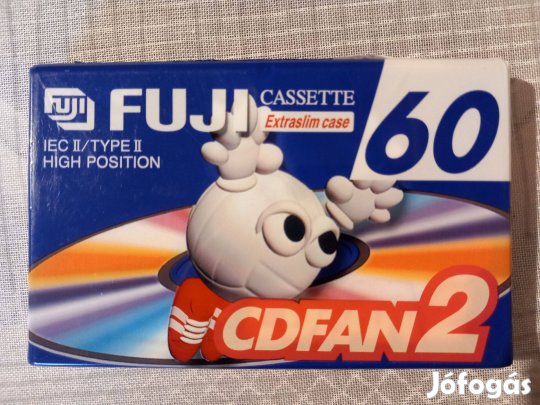 FUJI
FUJI CASSETTE
Extraslim case
60
IEC II/TYPE II
HIGH POSITION
CDFAN2
Jófogás